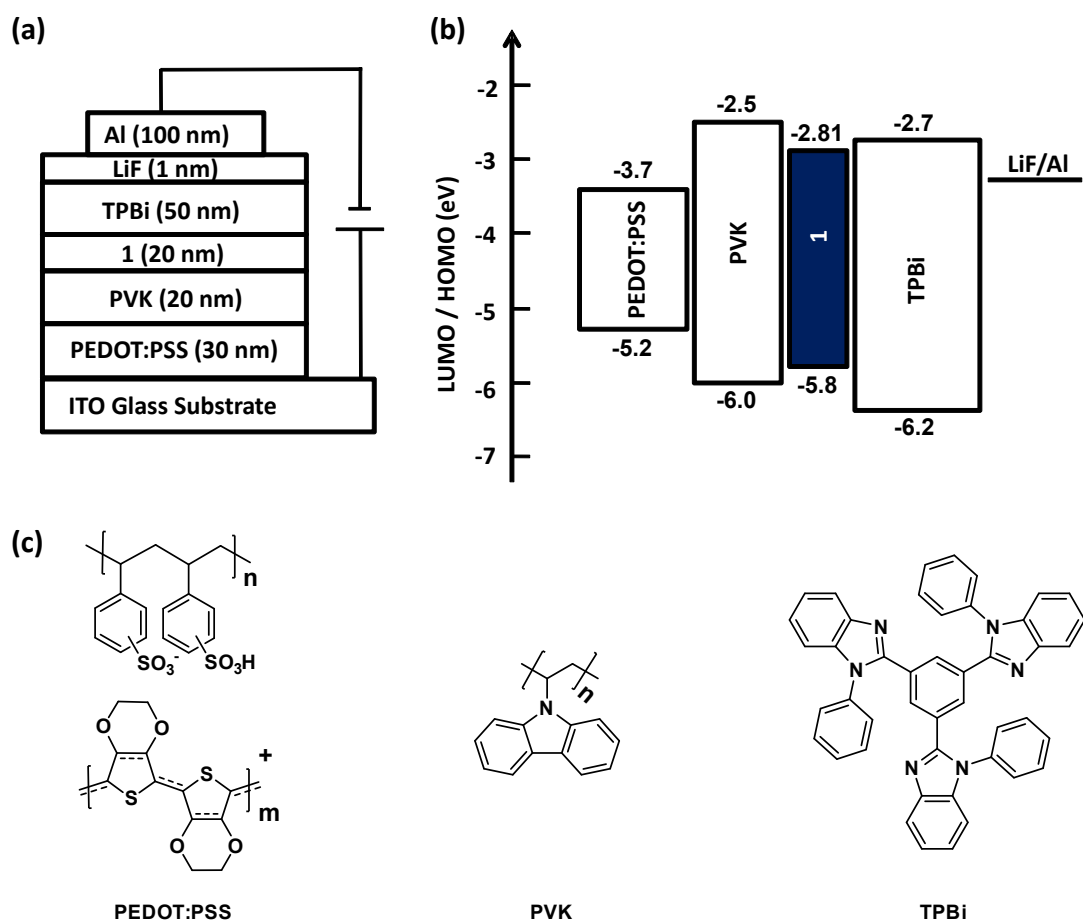 (a)
Al (100 nm)
LiF (1 nm)
TPBi (50 nm)
1 (20 nm)
PVK (20 nm)
PEDOT:PSS (30 nm)
ITO Glass Substrate
(b)
LUMO / HOMO (eV)
-2
-3
-4
-5
-6
-7
-3.7
PEDOT:PSS
-5.2
-2.5
PVK
-6.0
-2.81
1
-5.8
-2.7
TPBi
-6.2
LiF/Al
(c)
n
SO3- SO3H
O O
S S
+
m
O O
PEDOT:PSS
n
N
PVK
N N
N N
N N
TPBi